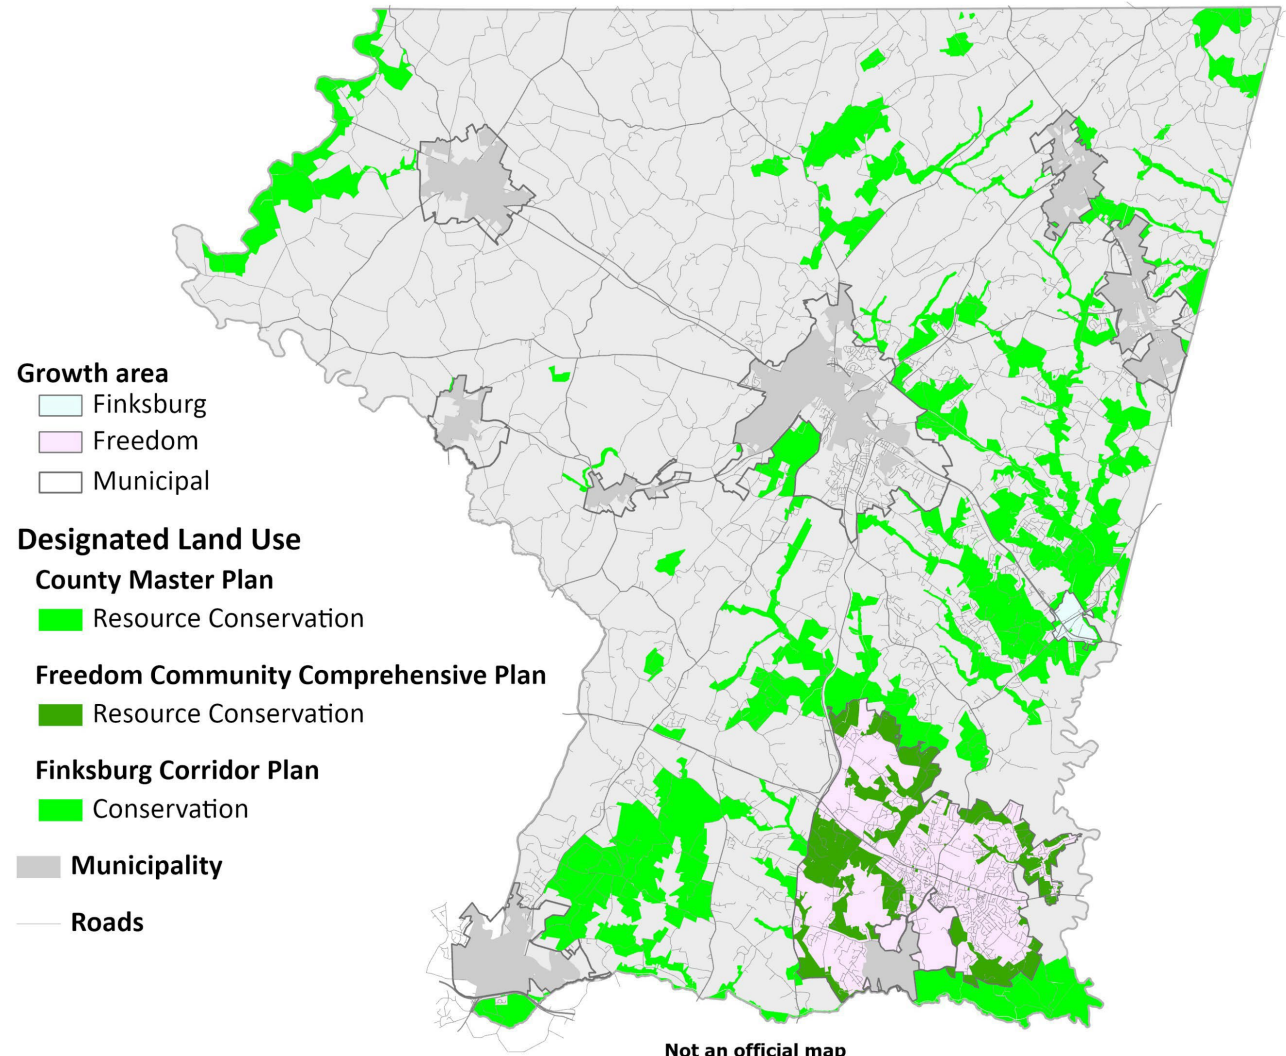 Growth area
Finksburg
Freedom
Municipal
Designated Land Use
County Master Plan
Resource Conservation
Freedom Community Comprehensive Plan
Resource Conservation
Finksburg Corridor Plan
Conservation
Municipality
Roads
Not an official map